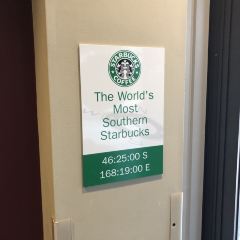 STARBUCKS
COFFEE
The World's
Most
Southern
Starbucks
46:25:00 S
168:19:00 E